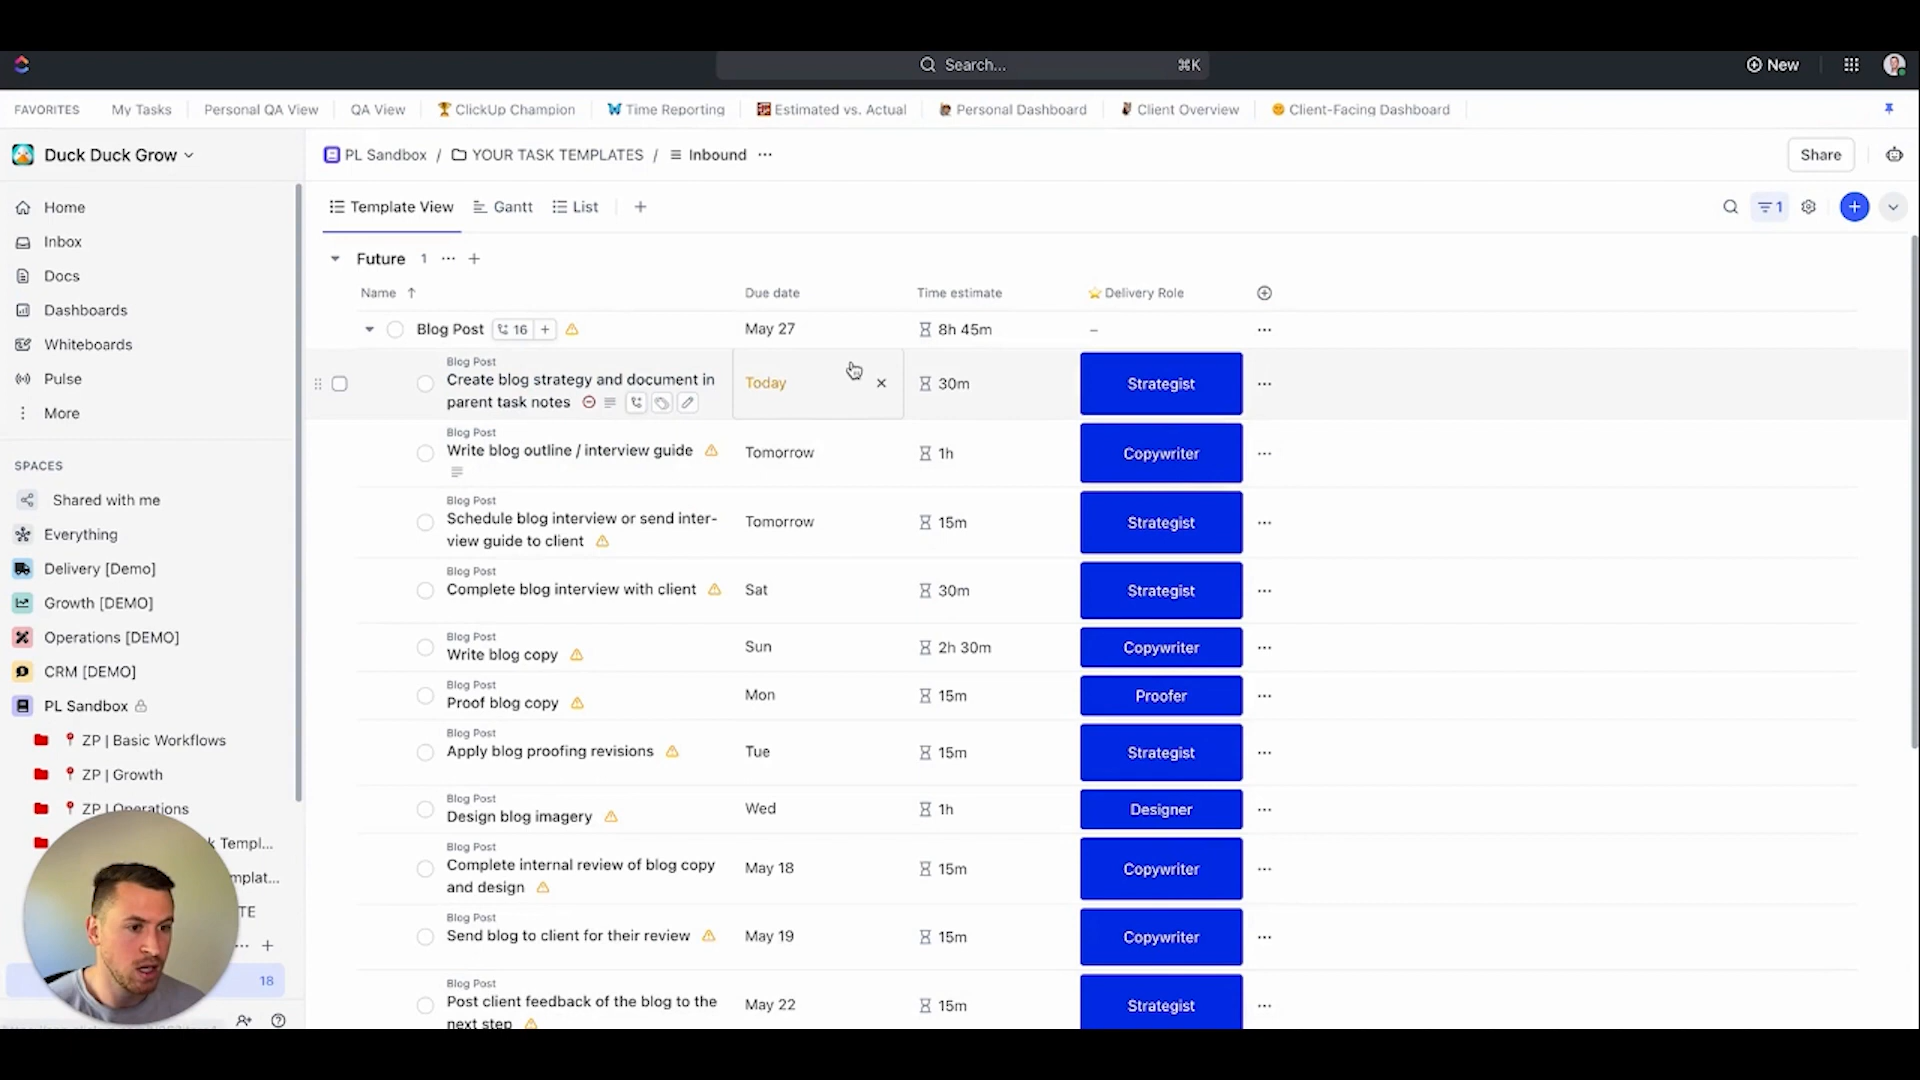 Search...
⌘K
New
FAVORITES
My Tasks
Personal QA View
QA View
ClickUp Champion
Time Reporting
Estimated vs. Actual
Personal Dashboard
Client Overview
Client-Facing Dashboard
Duck Duck Grow
PL Sandbox / YOUR TASK TEMPLATES / Inbound ...
Share
Home
Inbox
Docs
Dashboards
Whiteboards
Pulse
More
SPACES
Shared with me
Everything
Delivery [Demo]
Growth [DEMO]
Operations [DEMO]
CRM [DEMO]
PL Sandbox
ZP | Basic Workflows
ZP | Growth
ZP | Operations
k Templ...
mplat...
TE
18
Template View
Gantt
List
1
Future 1
Name
Due date
Time estimate
Delivery Role
Blog Post 16
May 27
8h 45m
–
Blog Post
Create blog strategy and document in
parent task notes
Today
30m
Strategist
Blog Post
Write blog outline / interview guide
Tomorrow
1h
Copywriter
Blog Post
Schedule blog interview or send inter-
view guide to client
Tomorrow
15m
Strategist
Blog Post
Complete blog interview with client
Sat
30m
Strategist
Blog Post
Write blog copy
Sun
2h 30m
Copywriter
Blog Post
Proof blog copy
Mon
15m
Proofer
Blog Post
Apply blog proofing revisions
Tue
15m
Strategist
Blog Post
Design blog imagery
Wed
1h
Designer
Blog Post
Complete internal review of blog copy
and design
May 18
15m
Copywriter
Blog Post
Send blog to client for their review
May 19
15m
Copywriter
Blog Post
Post client feedback of the blog to the
next step
May 22
15m
Strategist